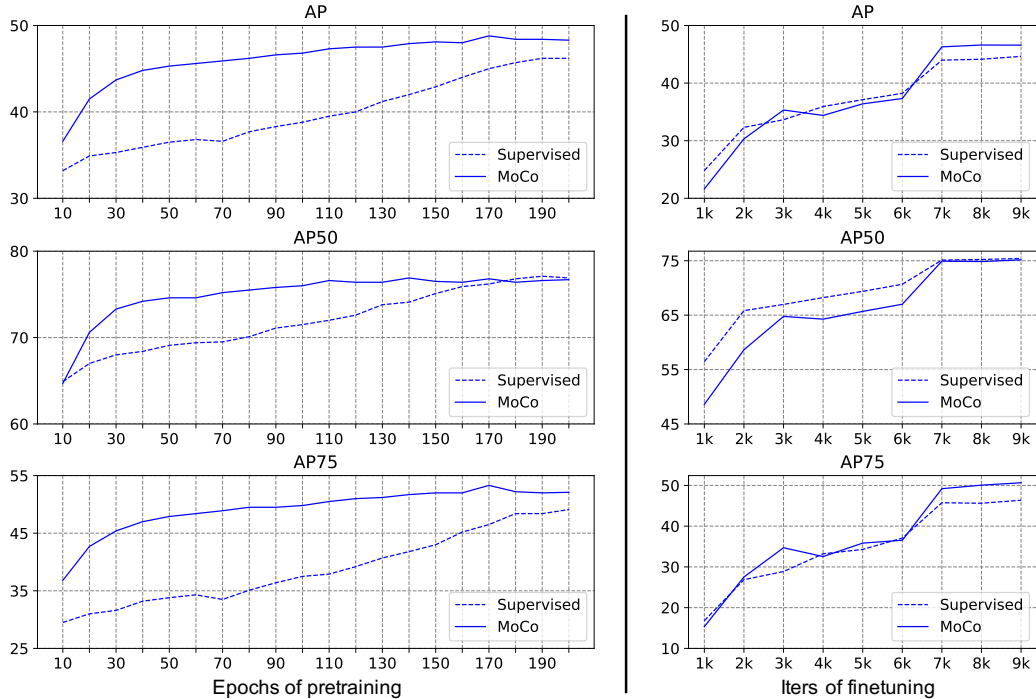 AP
50
40
30
10 30 50 70 90 110 130 150 170 190
Supervised
MoCo
AP50
80
70
60
10 30 50 70 90 110 130 150 170 190
Supervised
MoCo
AP75
55
45
35
25
10 30 50 70 90 110 130 150 170 190
Supervised
MoCo
Epochs of pretraining
AP
50
40
30
20
1k 2k 3k 4k 5k 6k 7k 8k 9k
Supervised
MoCo
AP50
75
65
55
45
1k 2k 3k 4k 5k 6k 7k 8k 9k
Supervised
MoCo
AP75
50
40
30
20
10
1k 2k 3k 4k 5k 6k 7k 8k 9k
Supervised
MoCo
Iters of finetuning